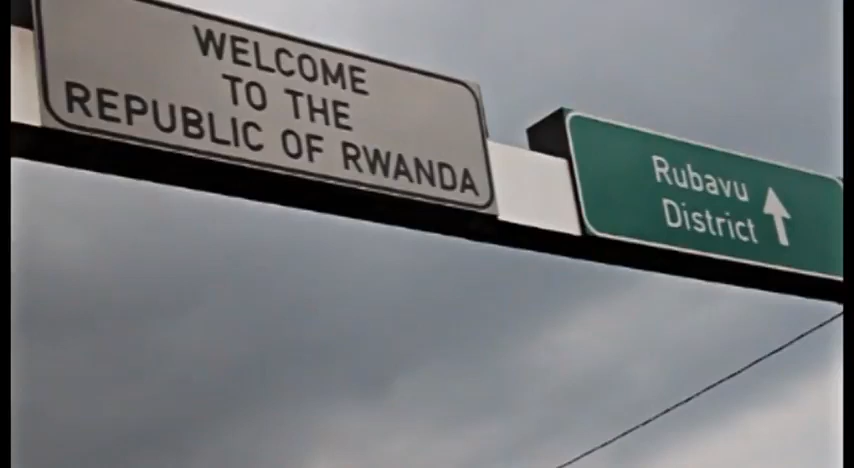 WELCOME
TO THE
REPUBLIC OF RWANDA
Rubavu
District